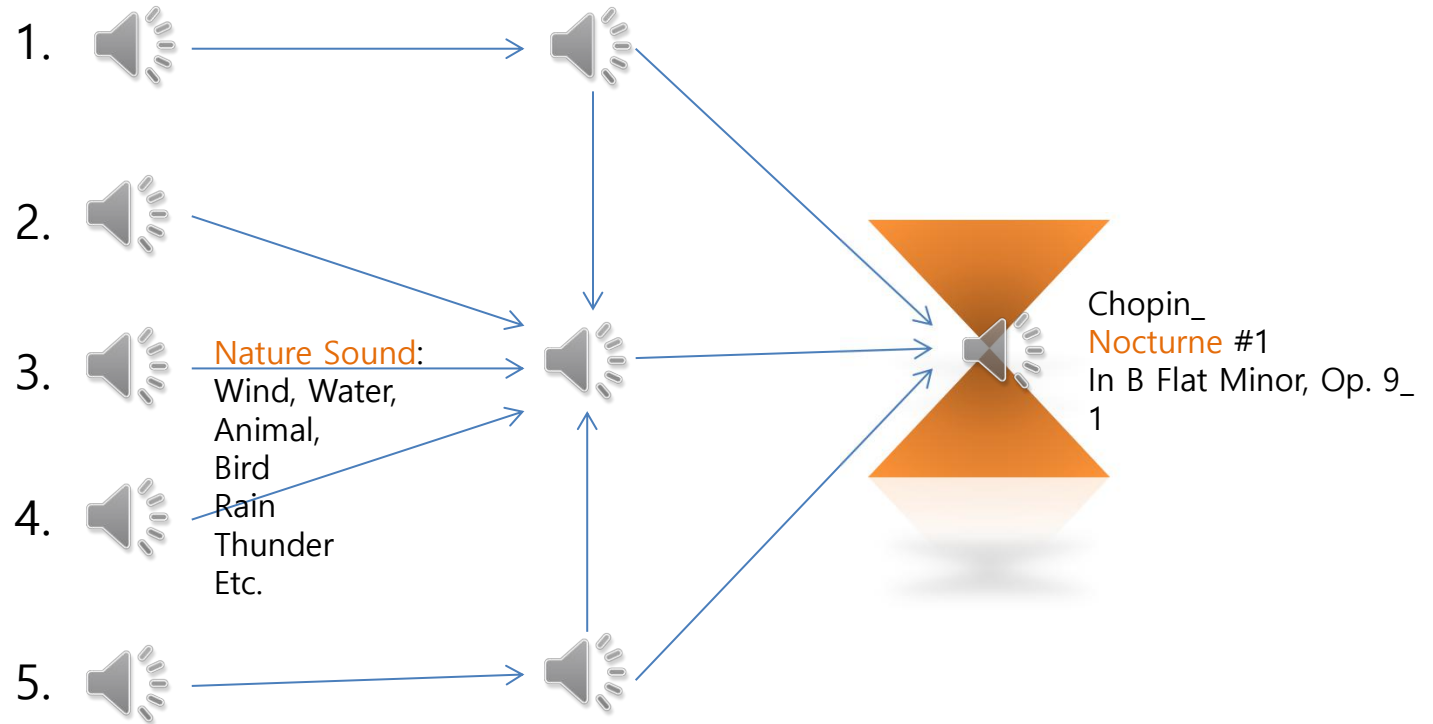 1.
2.
3.
4.
5.
Nature Sound:
Wind, Water,
Animal,
Bird
Rain
Thunder
Etc.
Chopin_
Nocturne #1
In B Flat Minor, Op. 9_
1